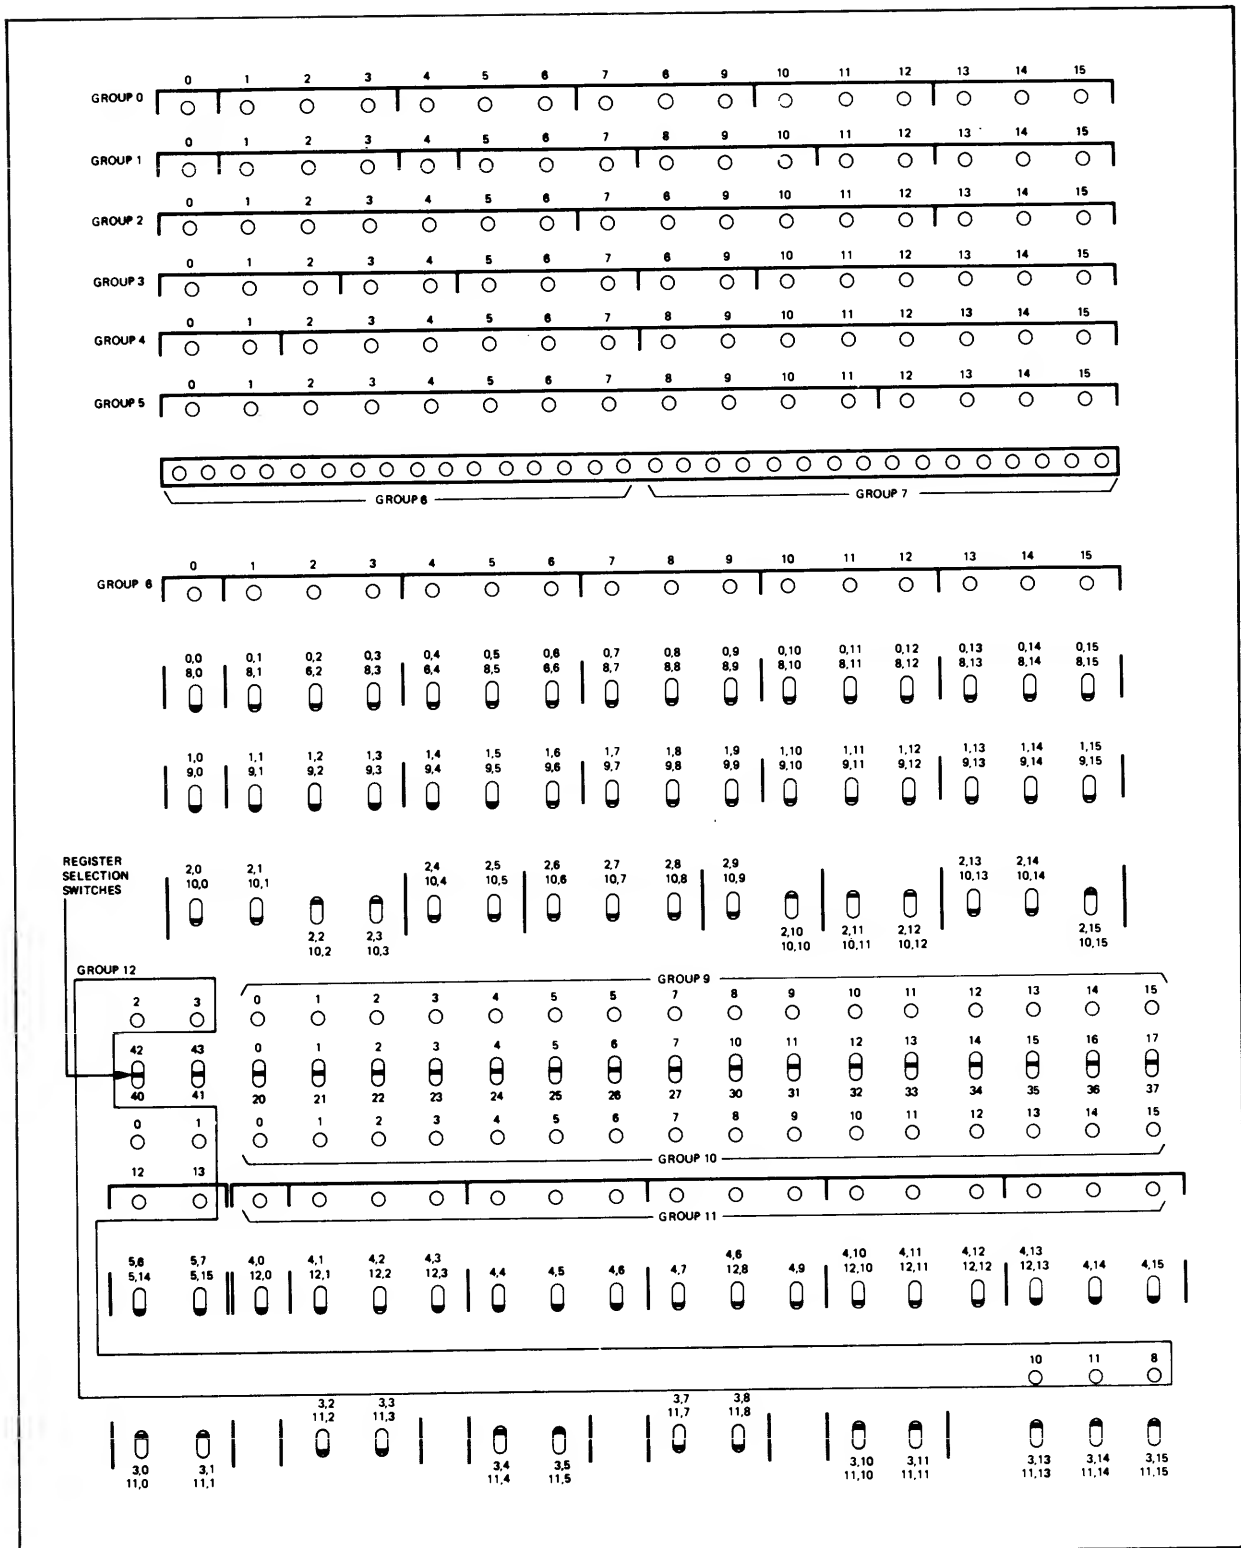 0 1 2 3 4 5 6 7 6 9 10 11 12 13 14 15
GROUP 0
0 1 2 3 4 5 6 7 8 9 10 11 12 13 14 15
GROUP 1
0 1 2 3 4 5 6 7 6 9 10 11 12 13 14 15
GROUP 2
0 1 2 3 4 5 6 7 6 9 10 11 12 13 14 15
GROUP 3
0 1 2 3 4 5 6 7 8 9 10 11 12 13 14 15
GROUP 4
0 1 2 3 4 5 6 7 8 9 10 11 12 13 14 15
GROUP 5
GROUP 6 GROUP 7
0 1 2 3 4 5 6 7 8 9 10 11 12 13 14 15
GROUP 6
0,0 0,1 0,2 0,3 0,4 0,5 0,6 0,7 0,8 0,9 0,10 0,11 0,12 0,13 0,14 0,15
8,0 8,1 6,2 8,3 6,4 8,5 6,6 8,7 8,8 8,9 8,10 8,11 8,12 8,13 8,14 8,15
1,0 1,1 1,2 1,3 1,4 1,5 1,6 1,7 1,8 1,9 1,10 1,11 1,12 1,13 1,14 1,15
9,0 9,1 9,2 9,3 9,4 9,5 9,6 9,7 9,8 9,9 9,10 9,11 9,12 9,13 9,14 9,15
REGISTER
SELECTION
SWITCHES
2,0 2,1 2,4 2,5 2,6 2,7 2,8 2,9 2,13 2,14
10,0 10,1 10,4 10,5 10,6 10,7 10,8 10,9 10,13 10,14
2,2 2,3 2,10 2,11 2,12 2,15
10,2 10,3 10,10 10,11 10,12 10,15
GROUP 12 GROUP 9
2 3 0 1 2 3 4 5 5 7 8 9 10 11 12 13 14 15
42 43 0 1 2 3 4 5 6 7 10 11 12 13 14 15 16 17
40 41 20 21 22 23 24 25 26 27 30 31 32 33 34 35 36 37
0 1 0 1 2 3 4 5 6 7 8 9 10 11 12 13 14 15
GROUP 10
12 13
GROUP 11
5,6 5,7 4,0 4,1 4,2 4,3 4,6 4,10 4,11 4,12 4,13
5,14 5,15 12,0 12,1 12,2 12,3 4,4 4,5 4,6 4,7 12,8 4,9 12,10 12,11 12,12 12,13 4,14 4,15
10 11 8
3,2 3,3 3,7 3,8
11,2 11,3 11,7 11,8
3,0 3,1 3,4 3,5 3,10 3,11 3,13 3,14 3,15
11,0 11,1 11,4 11,5 11,10 11,11 11,13 11,14 11,15